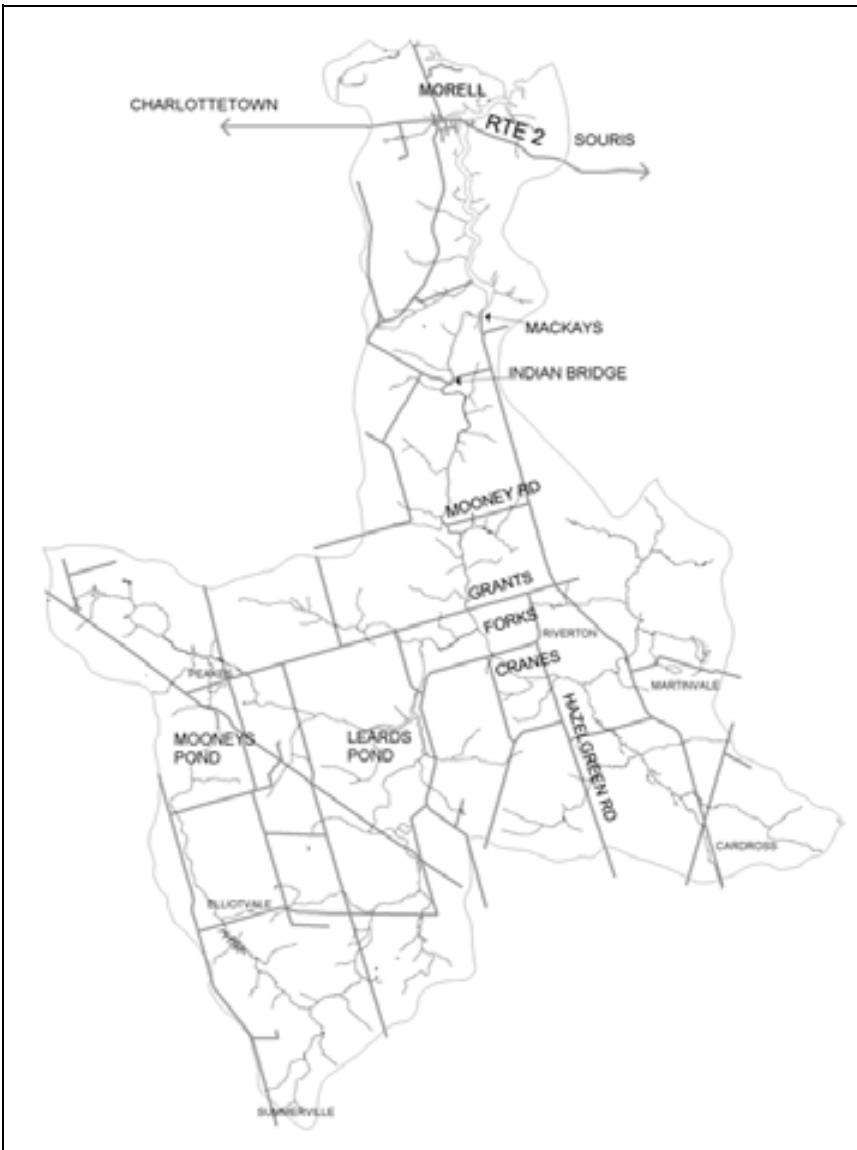 MORELL
CHARLOTTETOWN
RTE 2
SOURIS
MACKAYS
INDIAN BRIDGE
MOONEY RD
GRANTS
FORKS
RIVERTON
CRANES
PEAKES
MARTINVALE
HAZELGREEN RD
MOONEYS
POND
LEARDS
POND
CARDROSS
ELLIOTVALE
SUMMERVILLE